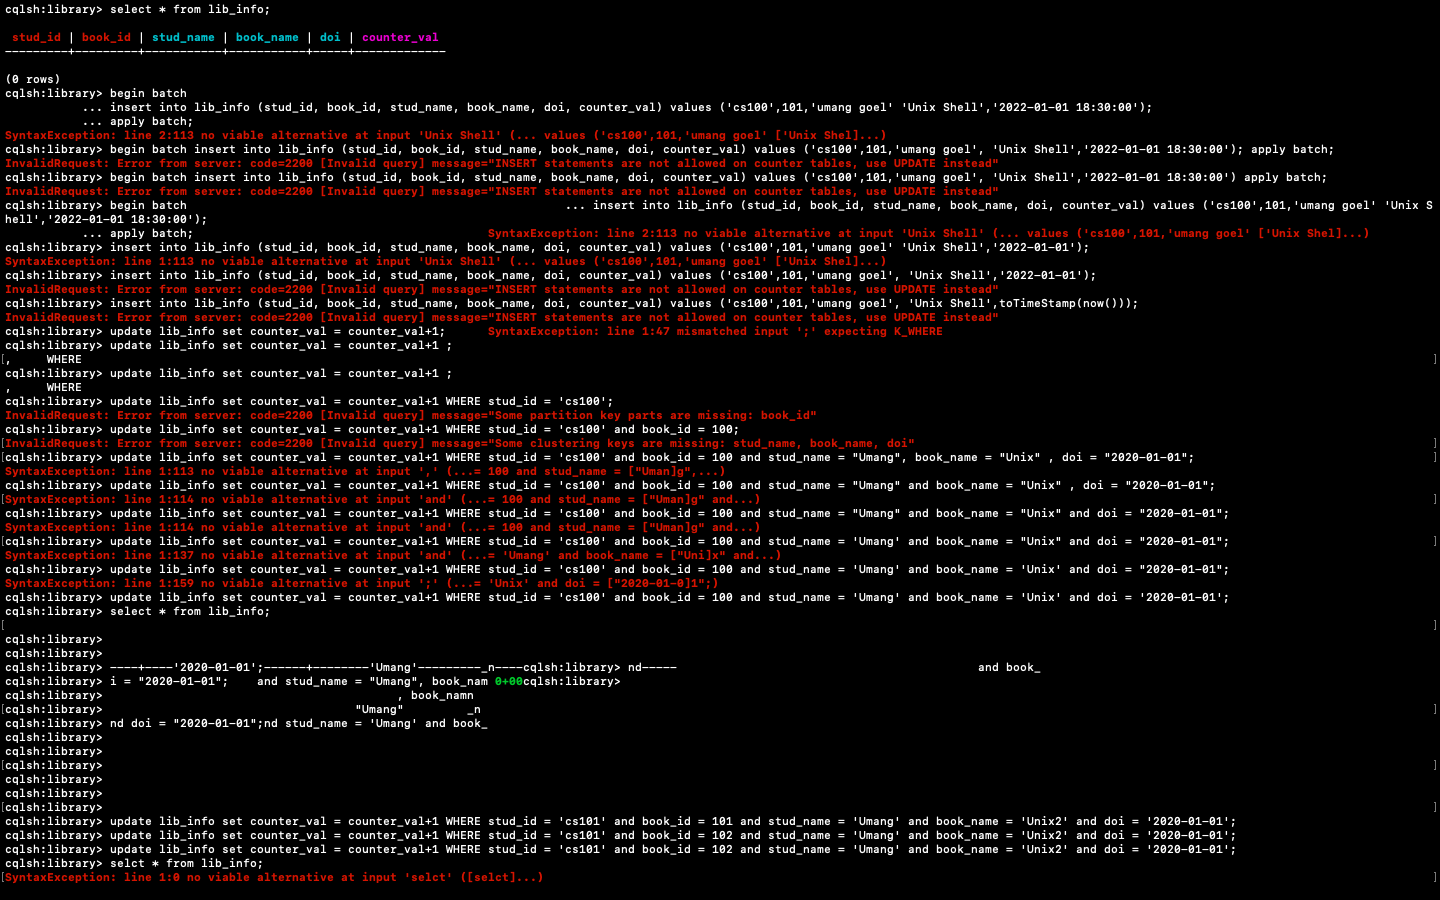 cqlsh:library> select * from lib_info;
stud_id | book_id | stud_name | book_name | doi | counter_val
---------+---------+-----------+-----------+-----+-------------
(0 rows)
cqlsh:library> begin batch
... insert into lib_info (stud_id, book_id, stud_name, book_name, doi, counter_val) values ('cs100',101,'umang goel' 'Unix Shell','2022-01-01 18:30:00');
... apply batch;
SyntaxException: line 2:113 no viable alternative at input 'Unix Shell' (... values ('cs100',101,'umang goel' ['Unix Shel]...)
cqlsh:library> begin batch insert into lib_info (stud_id, book_id, stud_name, book_name, doi, counter_val) values ('cs100',101,'umang goel', 'Unix Shell','2022-01-01 18:30:00'); apply batch;
InvalidRequest: Error from server: code=2200 [Invalid query] message="INSERT statements are not allowed on counter tables, use UPDATE instead"
cqlsh:library> begin batch insert into lib_info (stud_id, book_id, stud_name, book_name, doi, counter_val) values ('cs100',101,'umang goel', 'Unix Shell','2022-01-01 18:30:00') apply batch;
InvalidRequest: Error from server: code=2200 [Invalid query] message="INSERT statements are not allowed on counter tables, use UPDATE instead"
cqlsh:library> begin batch ... insert into lib_info (stud_id, book_id, stud_name, book_name, doi, counter_val) values ('cs100',101,'umang goel' 'Unix S
hell','2022-01-01 18:30:00');
... apply batch; SyntaxException: line 2:113 no viable alternative at input 'Unix Shell' (... values ('cs100',101,'umang goel' ['Unix Shel]...)
cqlsh:library> insert into lib_info (stud_id, book_id, stud_name, book_name, doi, counter_val) values ('cs100',101,'umang goel' 'Unix Shell','2022-01-01');
SyntaxException: line 1:113 no viable alternative at input 'Unix Shell' (... values ('cs100',101,'umang goel' ['Unix Shel]...)
cqlsh:library> insert into lib_info (stud_id, book_id, stud_name, book_name, doi, counter_val) values ('cs100',101,'umang goel', 'Unix Shell','2022-01-01');
InvalidRequest: Error from server: code=2200 [Invalid query] message="INSERT statements are not allowed on counter tables, use UPDATE instead"
cqlsh:library> insert into lib_info (stud_id, book_id, stud_name, book_name, doi, counter_val) values ('cs100',101,'umang goel', 'Unix Shell',toTimeStamp(now()));
InvalidRequest: Error from server: code=2200 [Invalid query] message="INSERT statements are not allowed on counter tables, use UPDATE instead"
cqlsh:library> update lib_info set counter_val = counter_val+1; SyntaxException: line 1:47 mismatched input ';' expecting K_WHERE
cqlsh:library> update lib_info set counter_val = counter_val+1 ;
[, WHERE ]
cqlsh:library> update lib_info set counter_val = counter_val+1 ;
, WHERE
cqlsh:library> update lib_info set counter_val = counter_val+1 WHERE stud_id = 'cs100';
InvalidRequest: Error from server: code=2200 [Invalid query] message="Some partition key parts are missing: book_id"
cqlsh:library> update lib_info set counter_val = counter_val+1 WHERE stud_id = 'cs100' and book_id = 100;
[InvalidRequest: Error from server: code=2200 [Invalid query] message="Some clustering keys are missing: stud_name, book_name, doi" ]
[cqlsh:library> update lib_info set counter_val = counter_val+1 WHERE stud_id = 'cs100' and book_id = 100 and stud_name = "Umang", book_name = "Unix" , doi = "2020-01-01"; ]
SyntaxException: line 1:113 no viable alternative at input ',' (...= 100 and stud_name = ["Uman]g",...)
cqlsh:library> update lib_info set counter_val = counter_val+1 WHERE stud_id = 'cs100' and book_id = 100 and stud_name = "Umang" and book_name = "Unix" , doi = "2020-01-01";
[SyntaxException: line 1:114 no viable alternative at input 'and' (...= 100 and stud_name = ["Uman]g" and...) ]
cqlsh:library> update lib_info set counter_val = counter_val+1 WHERE stud_id = 'cs100' and book_id = 100 and stud_name = "Umang" and book_name = "Unix" and doi = "2020-01-01";
SyntaxException: line 1:114 no viable alternative at input 'and' (...= 100 and stud_name = ["Uman]g" and...)
[cqlsh:library> update lib_info set counter_val = counter_val+1 WHERE stud_id = 'cs100' and book_id = 100 and stud_name = 'Umang' and book_name = "Unix" and doi = "2020-01-01"; ]
SyntaxException: line 1:137 no viable alternative at input 'and' (...= 'Umang' and book_name = ["Uni]x" and...)
cqlsh:library> update lib_info set counter_val = counter_val+1 WHERE stud_id = 'cs100' and book_id = 100 and stud_name = 'Umang' and book_name = 'Unix' and doi = "2020-01-01";
SyntaxException: line 1:159 no viable alternative at input ';' (...= 'Unix' and doi = ["2020-01-0]1";)
cqlsh:library> update lib_info set counter_val = counter_val+1 WHERE stud_id = 'cs100' and book_id = 100 and stud_name = 'Umang' and book_name = 'Unix' and doi = '2020-01-01';
cqlsh:library> select * from lib_info;
[ ]
cqlsh:library>
cqlsh:library>
cqlsh:library> ----+----'2020-01-01';------+--------'Umang'---------_n----cqlsh:library> nd----- and book_
cqlsh:library> i = "2020-01-01"; and stud_name = "Umang", book_nam 0+00cqlsh:library>
cqlsh:library> , book_namn
[cqlsh:library> "Umang" _n ]
cqlsh:library> nd doi = "2020-01-01";nd stud_name = 'Umang' and book_
cqlsh:library>
cqlsh:library>
[cqlsh:library> ]
cqlsh:library>
cqlsh:library>
[cqlsh:library> ]
cqlsh:library> update lib_info set counter_val = counter_val+1 WHERE stud_id = 'cs101' and book_id = 101 and stud_name = 'Umang' and book_name = 'Unix2' and doi = '2020-01-01';
cqlsh:library> update lib_info set counter_val = counter_val+1 WHERE stud_id = 'cs101' and book_id = 102 and stud_name = 'Umang' and book_name = 'Unix2' and doi = '2020-01-01';
cqlsh:library> update lib_info set counter_val = counter_val+1 WHERE stud_id = 'cs101' and book_id = 102 and stud_name = 'Umang' and book_name = 'Unix2' and doi = '2020-01-01';
cqlsh:library> selct * from lib_info;
[SyntaxException: line 1:0 no viable alternative at input 'selct' ([selct]...) ]